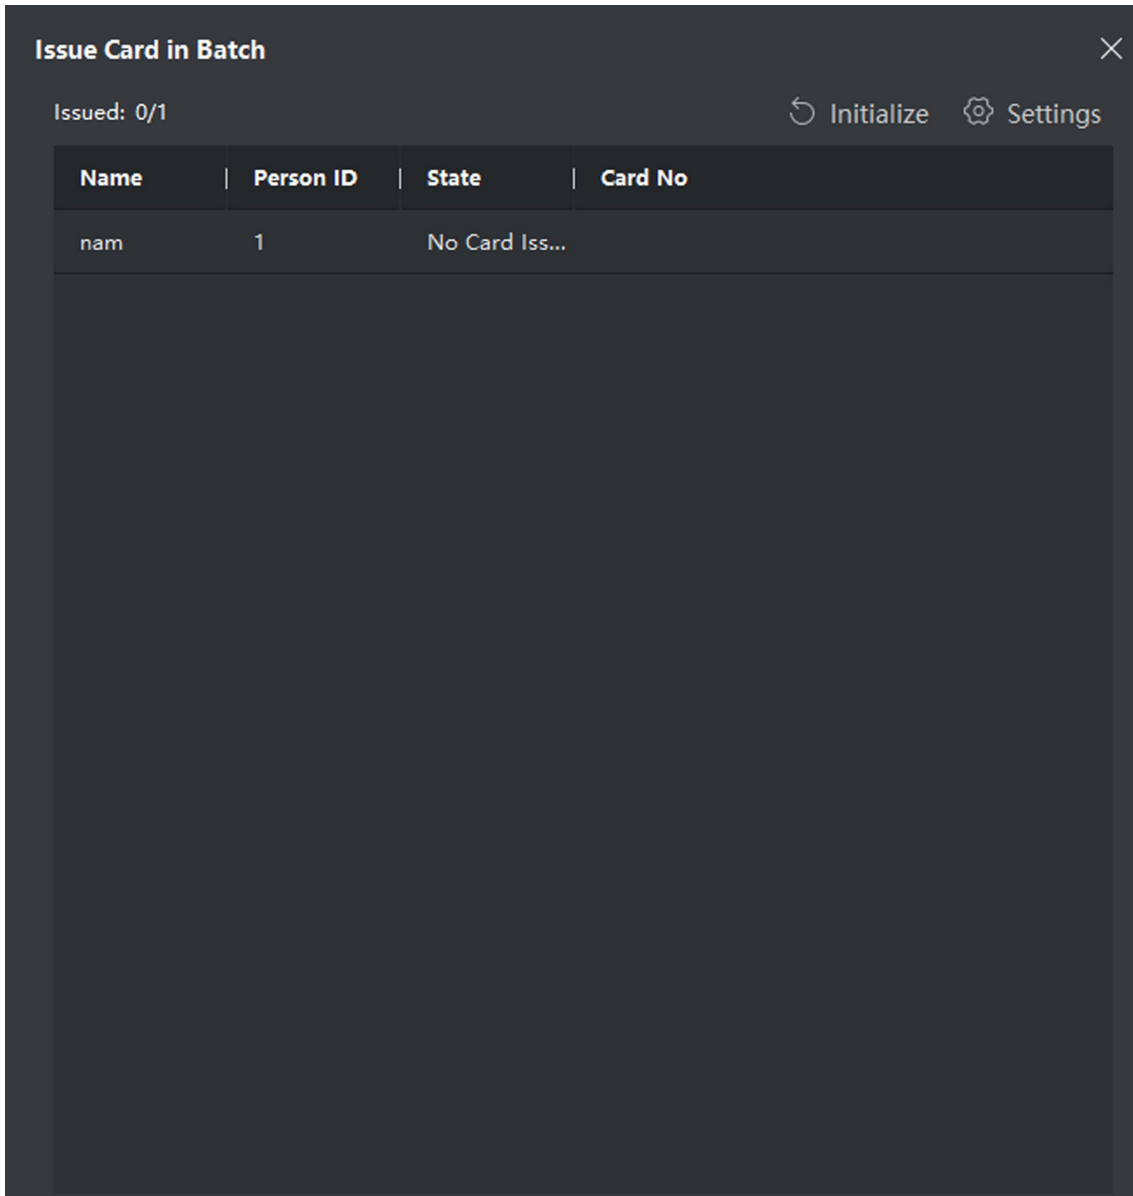 Issue Card in Batch
Issued: 0/1 Initialize Settings
Name | Person ID | State | Card No
nam 1 No Card Iss...